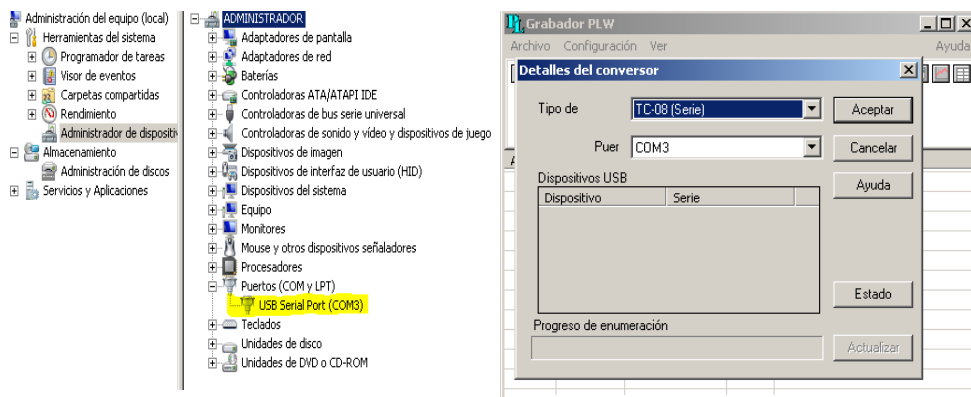 Administración del equipo (local)
Herramientas del sistema
Programador de tareas
Visor de eventos
Carpetas compartidas
Rendimiento
Administrador de dispositiv
Almacenamiento
Administración de discos
Servicios y Aplicaciones
ADMINISTRADOR
Adaptadores de pantalla
Adaptadores de red
Baterías
Controladoras ATA/ATAPI IDE
Controladoras de bus serie universal
Controladoras de sonido y vídeo y dispositivos de juego
Dispositivos de imagen
Dispositivos de interfaz de usuario (HID)
Dispositivos del sistema
Equipo
Monitores
Mouse y otros dispositivos señaladores
Procesadores
Puertos (COM y LPT)
USB Serial Port (COM3)
Teclados
Unidades de disco
Unidades de DVD o CD-ROM
Grabador PLW
Archivo Configuración Ver Ayuda
Detalles del conversor
Tipo de TC-08 (Serie) Aceptar
Puer COM3 Cancelar
Dispositivos USB Ayuda
Dispositivo Serie
Estado
Progreso de enumeración
Actualizar